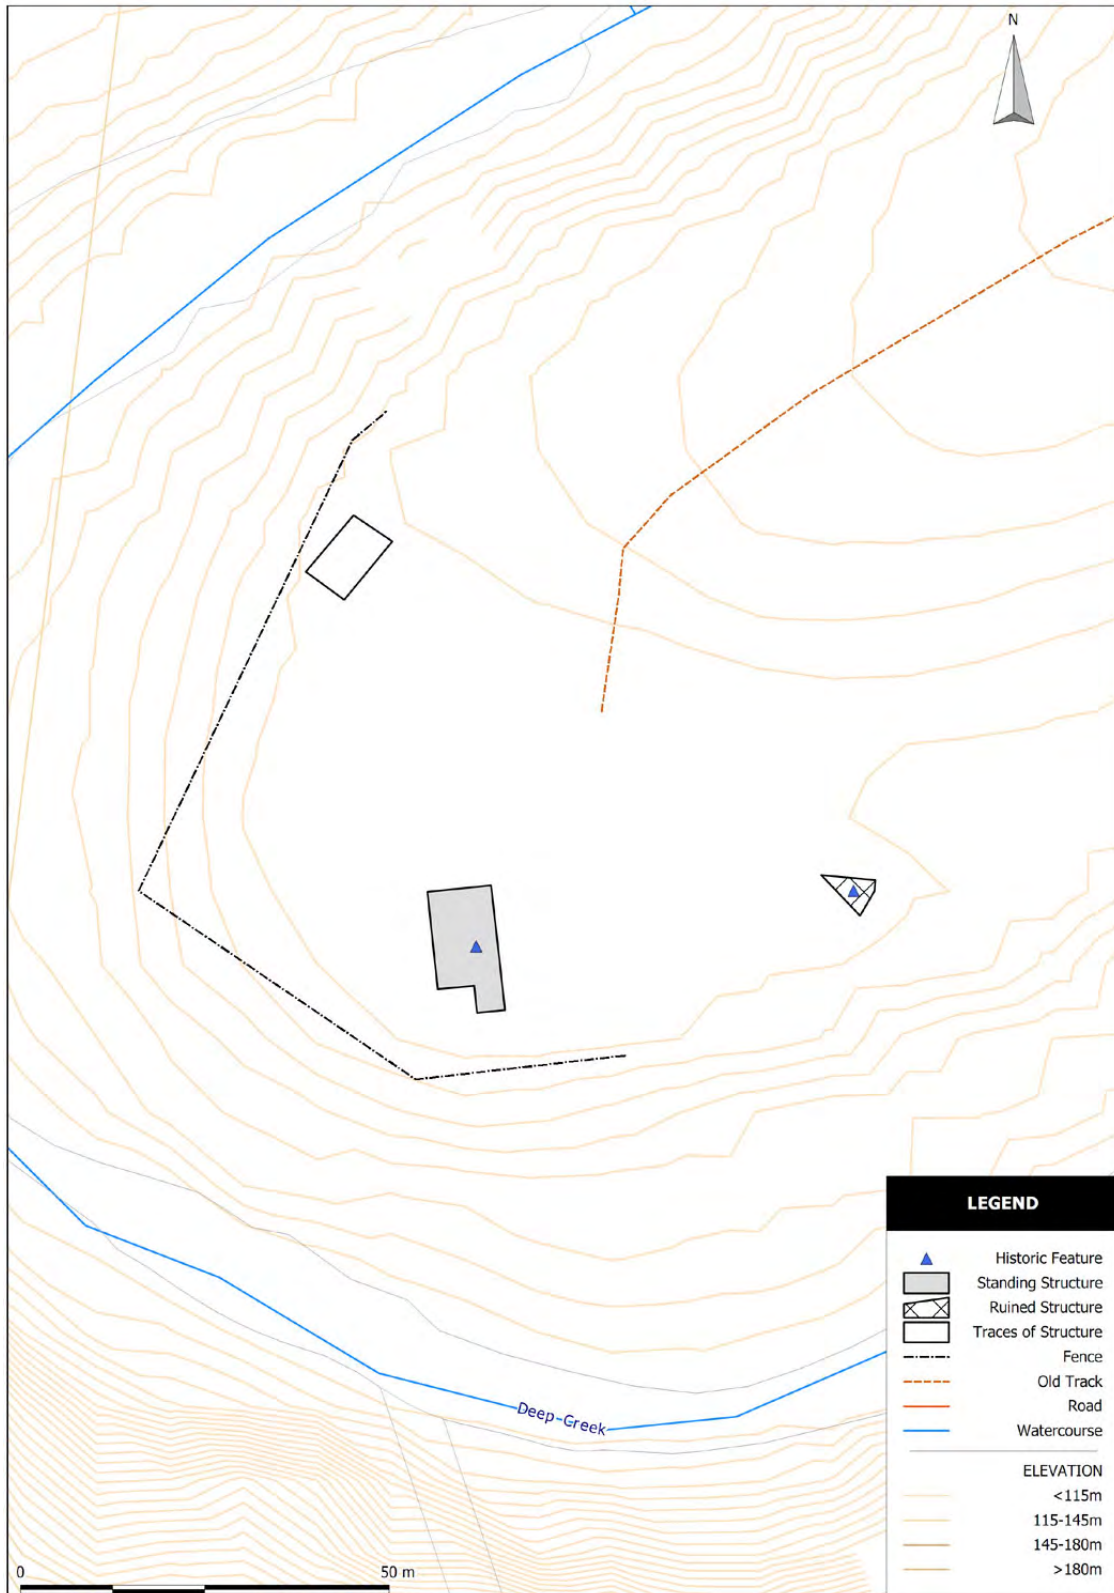 N
Deep-Creek
LEGEND
Historic Feature
Standing Structure
Ruined Structure
Traces of Structure
Fence
Old Track
Road
Watercourse
ELEVATION
<115m
115-145m
145-180m
>180m
0 50 m